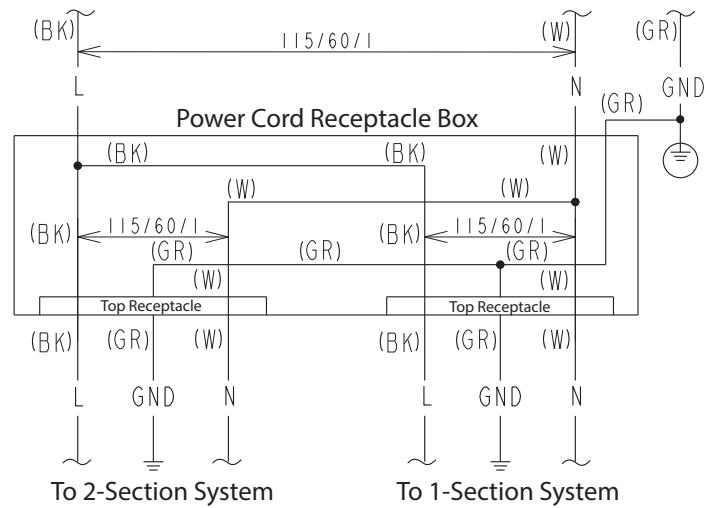 (BK) 115/60/1 (W) (GR)
L N GND
(GR)
Power Cord Receptacle Box
(BK) (BK) (W)
(W) (W)
(BK) 115/60/1 (BK) 115/60/1
(GR) (GR) (GR)
(W) (W)
Top Receptacle Top Receptacle
(BK) (GR) (W) (BK) (GR) (W)
L GND N L GND N
To 2-Section System To 1-Section System